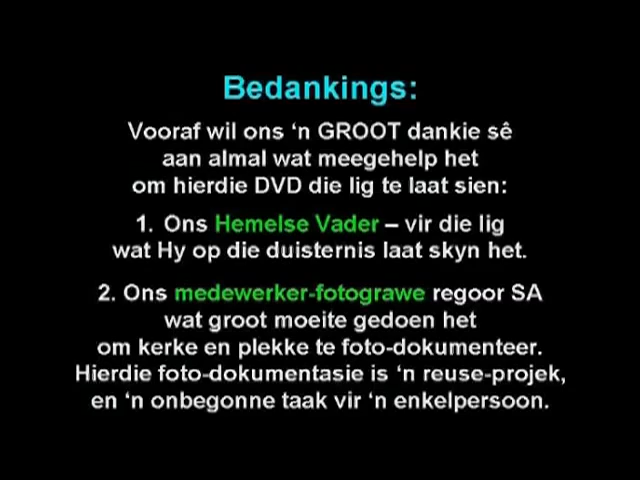 Bedankings:
Vooraf wil ons ‘n GROOT dankie sê
aan almal wat meegehelp het
om hierdie DVD die lig te laat sien:
1. Ons Hemelse Vader – vir die lig
wat Hy op die duisternis laat skyn het.
2. Ons medewerker-fotograwe regoor SA
wat groot moeite gedoen het
om kerke en plekke te foto-dokumenteer.
Hierdie foto-dokumentasie is ‘n reuse-projek,
en ‘n onbegonne taak vir ‘n enkelpersoon.